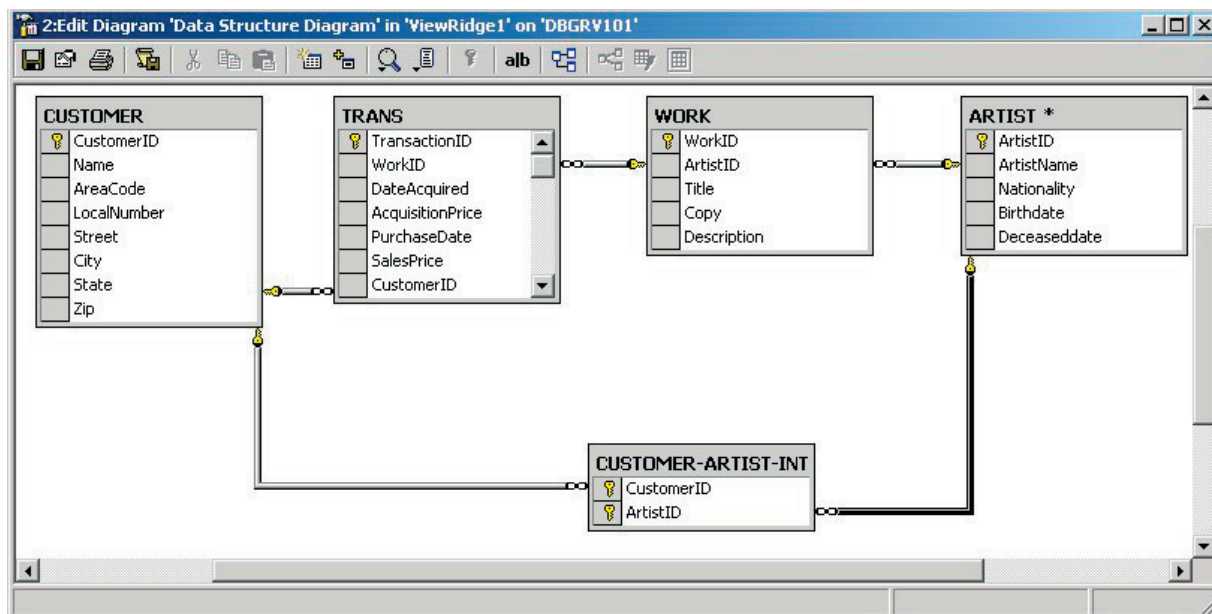 2:Edit Diagram 'Data Structure Diagram' in 'ViewRidge1' on 'DBGRV101'
a|b
CUSTOMER
CustomerID
Name
AreaCode
LocalNumber
Street
City
State
Zip
TRANS
TransactionID
WorkID
DateAcquired
AcquisitionPrice
PurchaseDate
SalesPrice
CustomerID
WORK
WorkID
ArtistID
Title
Copy
Description
ARTIST *
ArtistID
ArtistName
Nationality
Birthdate
Deceaseddate
CUSTOMER-ARTIST-INT
CustomerID
ArtistID